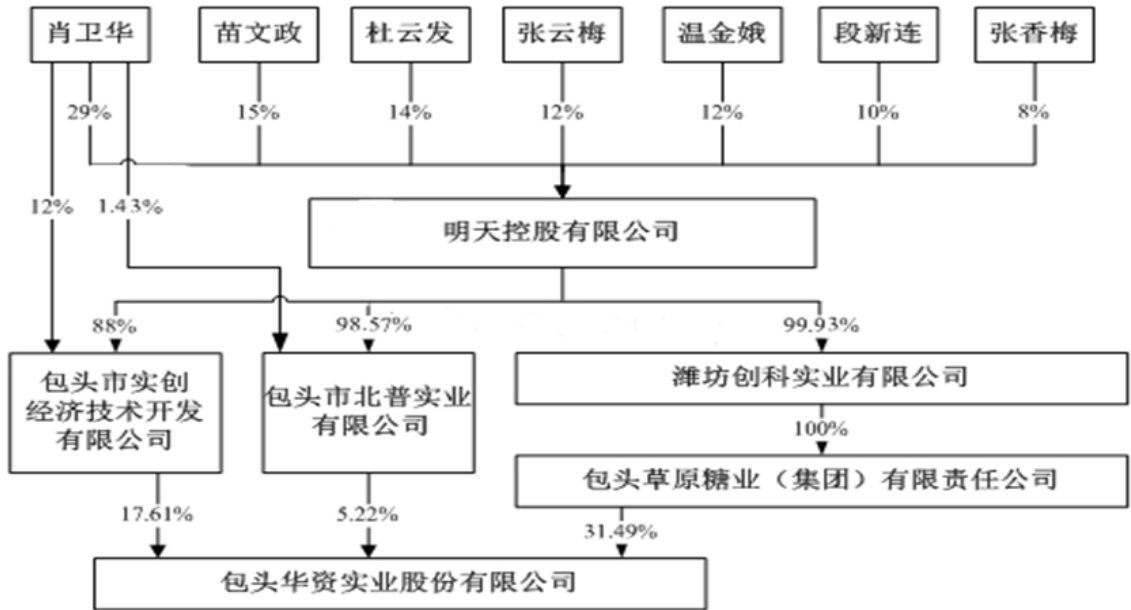 肖卫华
苗文政
杜云发
张云梅
温金娥
段新连
张香梅
29%
15%
14%
12%
12%
10%
8%
12%
1.43%
明天控股有限公司
88%
98.57%
99.93%
包头市实创
经济技术开发
有限公司
包头市北普实业
有限公司
潍坊创科实业有限公司
100%
包头草原糖业（集团）有限责任公司
17.61%
5.22%
31.49%
包头华资实业股份有限公司